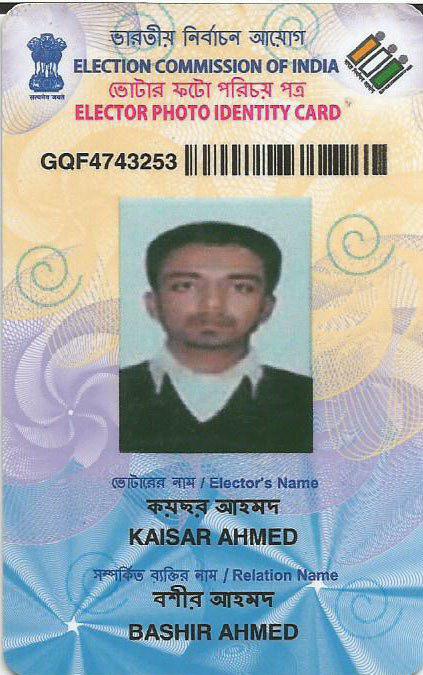 ভারতীয় নির্বাচন আয়োগ
ELECTION COMMISSION OF INDIA
ভোটার ফটো পরিচয় পত্র
ELECTOR PHOTO IDENTITY CARD
सत्यमेव जयते
GQF4743253
ভোটারের নাম / Elector's Name
কয়ছর আহমদ
KAISAR AHMED
সম্পর্কিত ব্যক্তির নাম / Relation Name
বশীর আহমদ
BASHIR AHMED